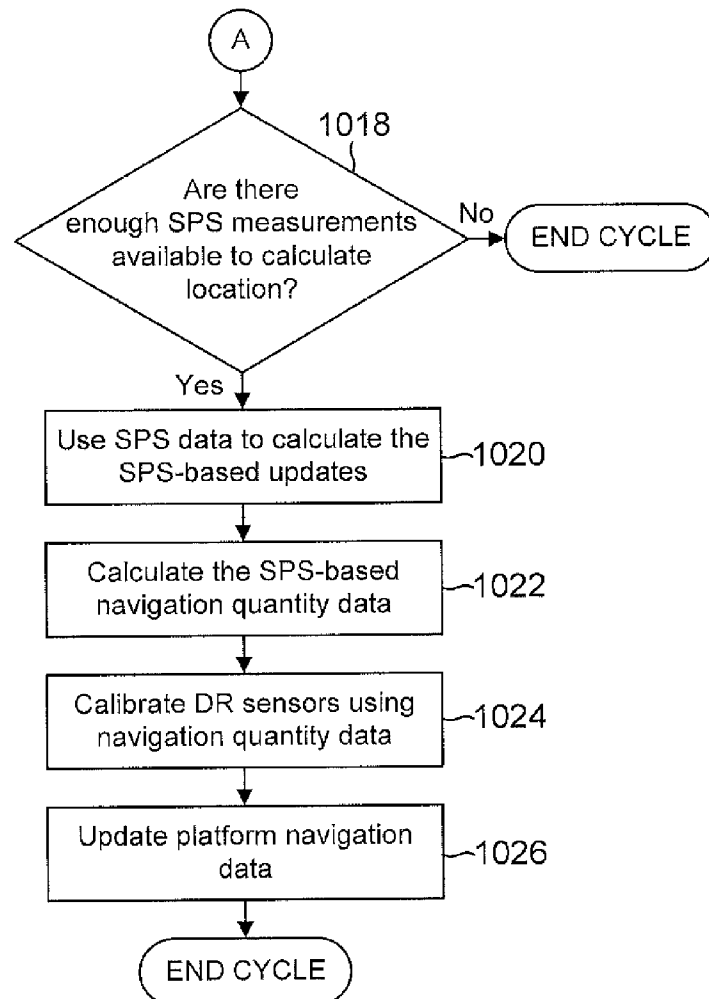 A
1018
Are there
enough SPS measurements
available to calculate
location?
No
END CYCLE
Yes
Use SPS data to calculate the
SPS-based updates
1020
Calculate the SPS-based
navigation quantity data
1022
Calibrate DR sensors using
navigation quantity data
1024
Update platform navigation
data
1026
END CYCLE